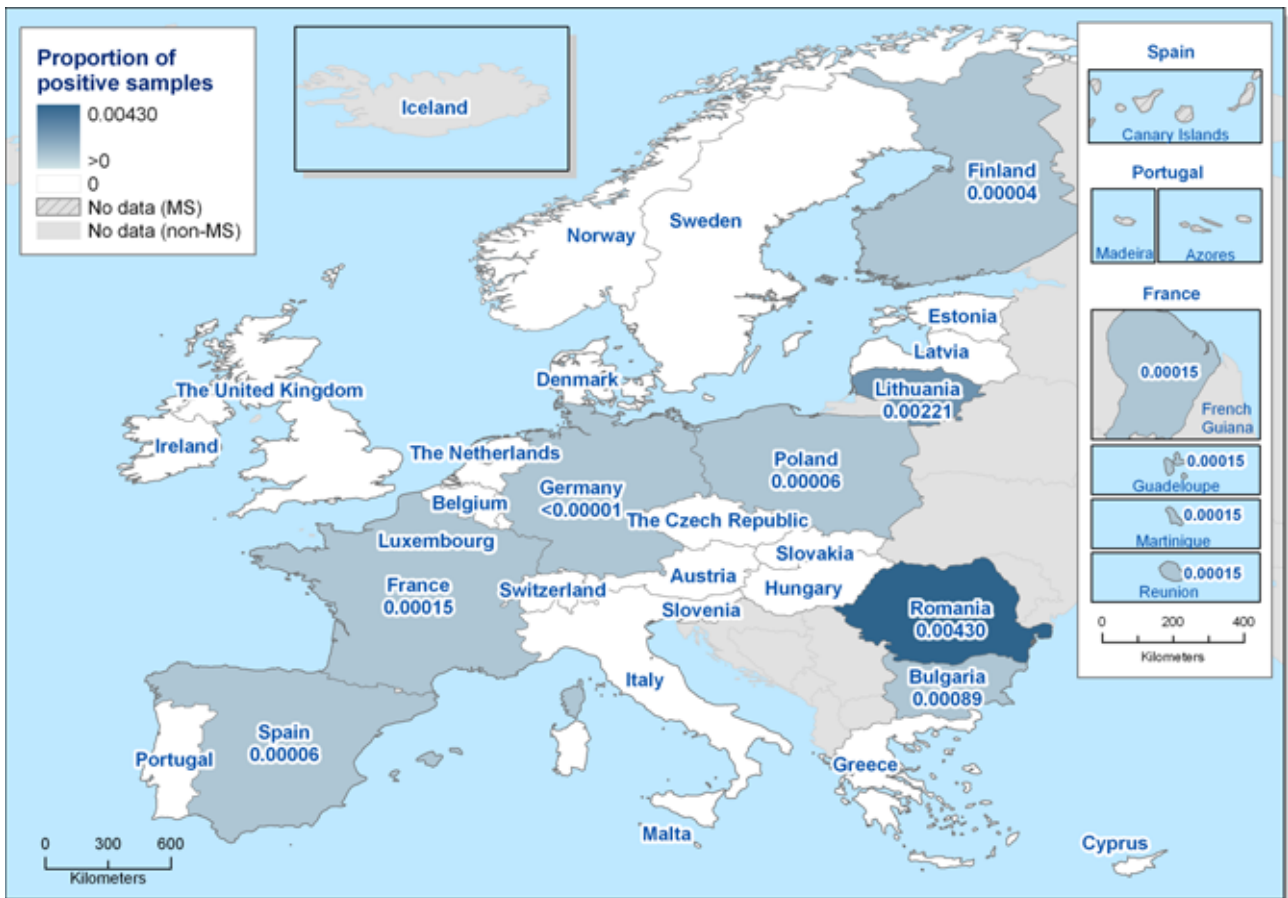 Proportion of
positive samples
0.00430
>0
0
No data (MS)
No data (non-MS)
Iceland
Finland
0.00004
Sweden
Norway
Estonia
Latvia
Lithuania
0.00221
Denmark
The United Kingdom
Ireland
The Netherlands
Belgium
Germany
<0.00001
Poland
0.00006
The Czech Republic
Luxembourg
Slovakia
France
0.00015
Switzerland
Austria
Hungary
Slovenia
Romania
0.00430
Italy
Bulgaria
0.00089
Spain
0.00006
Portugal
Greece
Malta
Cyprus
0 300 600
Kilometers
Spain
Canary Islands
Portugal
Madeira
Azores
France
0.00015
French
Guiana
0.00015
Guadeloupe
0.00015
Martinique
0.00015
Reunion
0 200 400
Kilometers